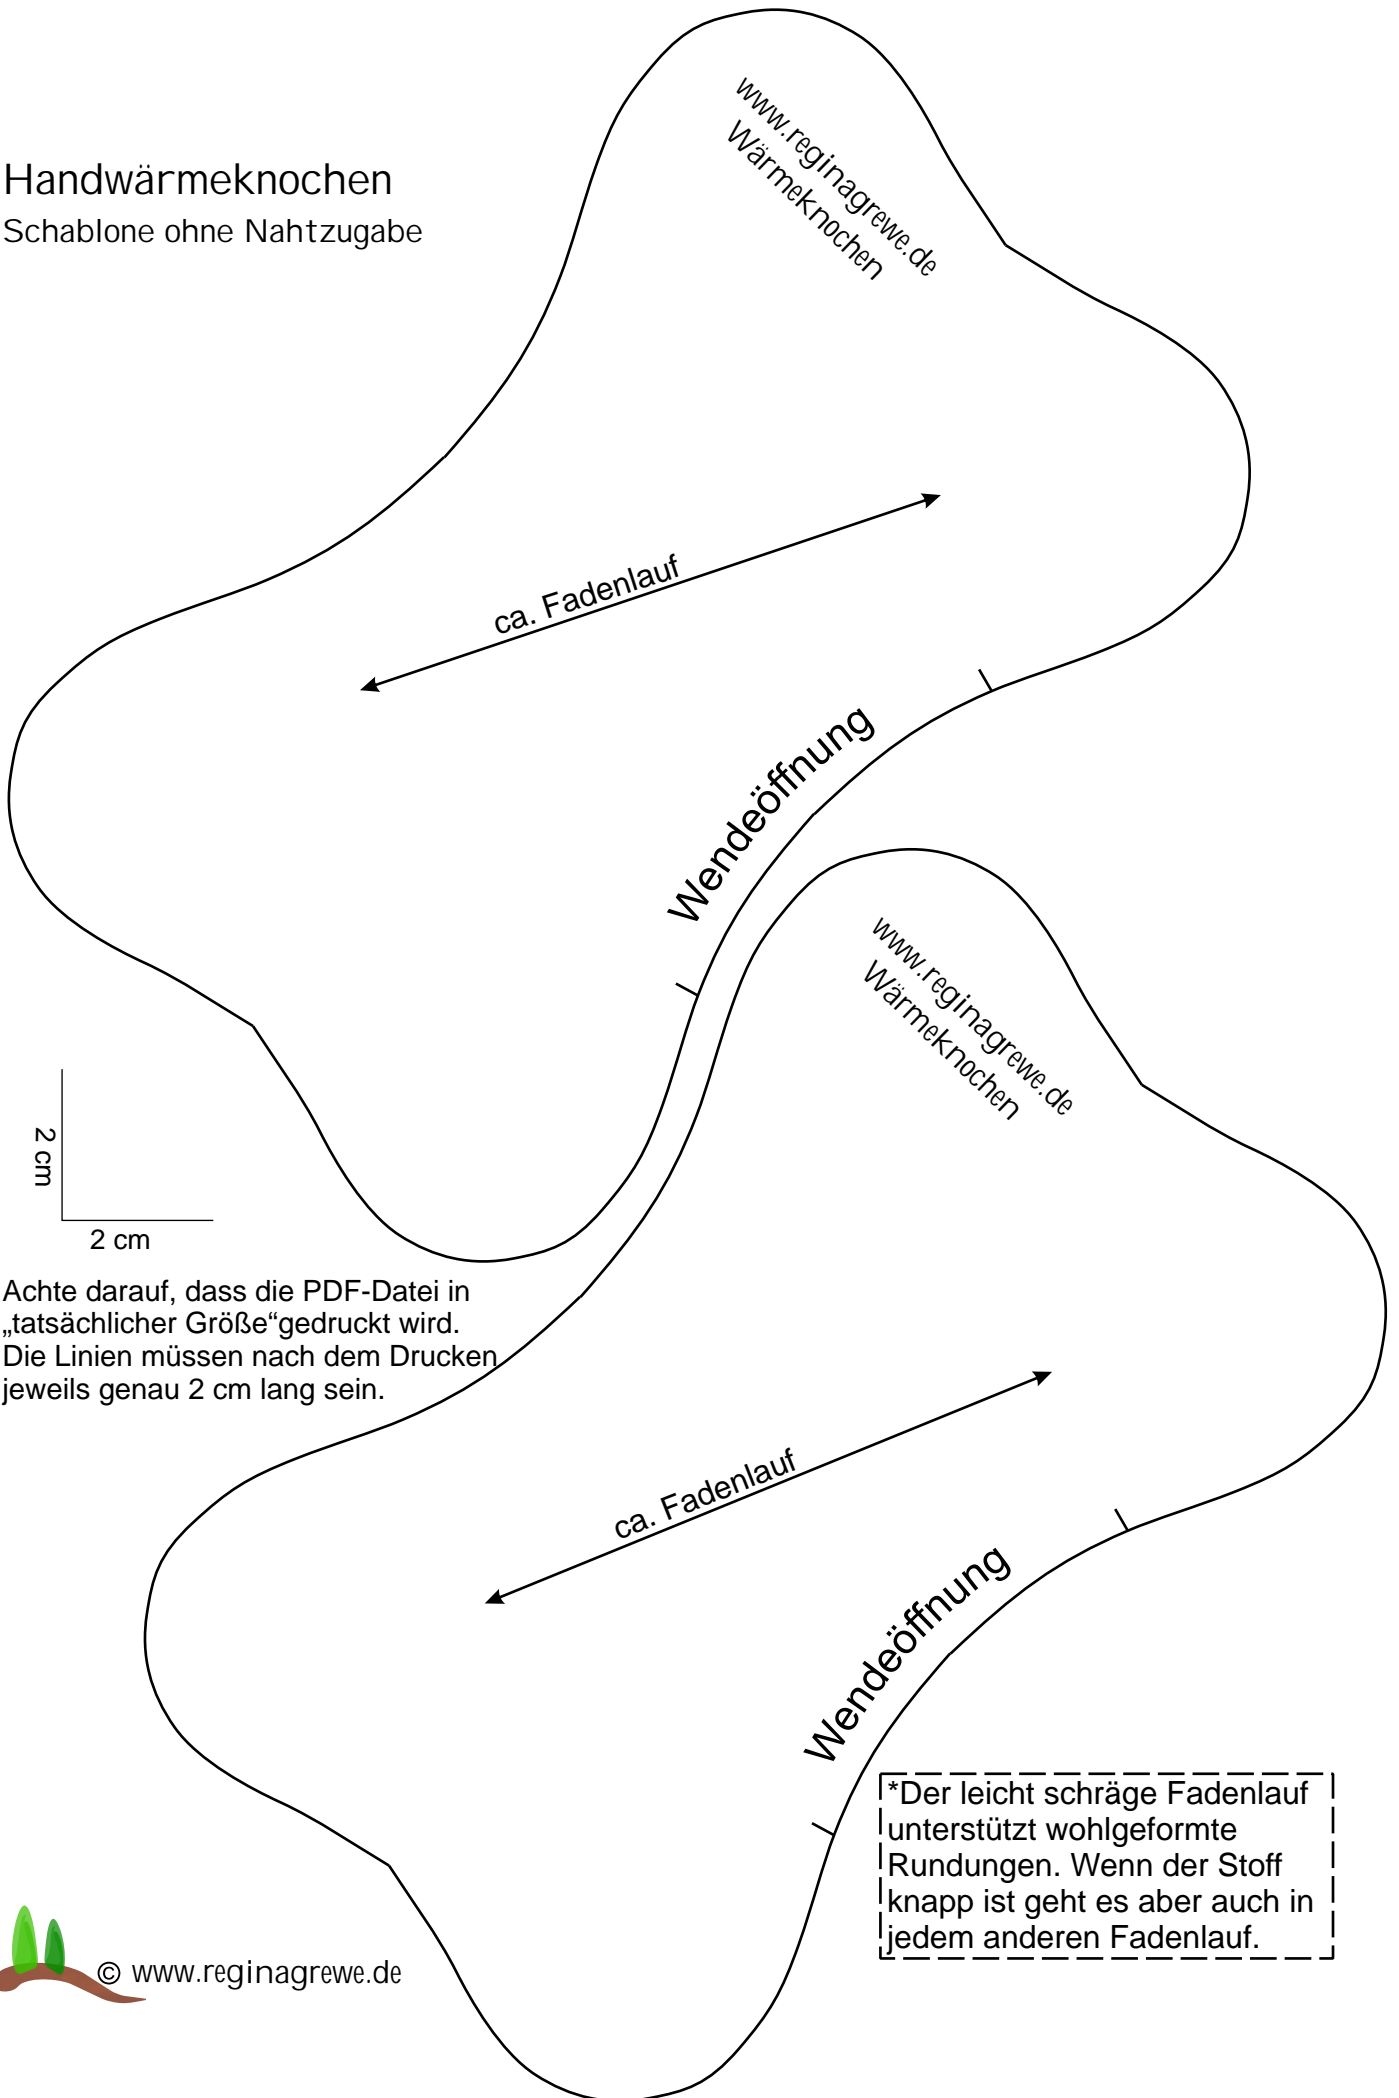 Handwärmeknochen
Schablone ohne Nahtzugabe
www.reginagrewe.de
Wärmeknochen
ca. Fadenlauf
Wendeöffnung
www.reginagrewe.de
Wärmeknochen
2 cm
2 cm
Achte darauf, dass die PDF-Datei in
„tatsächlicher Größe“gedruckt wird.
Die Linien müssen nach dem Drucken
jeweils genau 2 cm lang sein.
ca. Fadenlauf
Wendeöffnung
*Der leicht schräge Fadenlauf
unterstützt wohlgeformte
Rundungen. Wenn der Stoff
knapp ist geht es aber auch in
jedem anderen Fadenlauf.
© www.reginagrewe.de